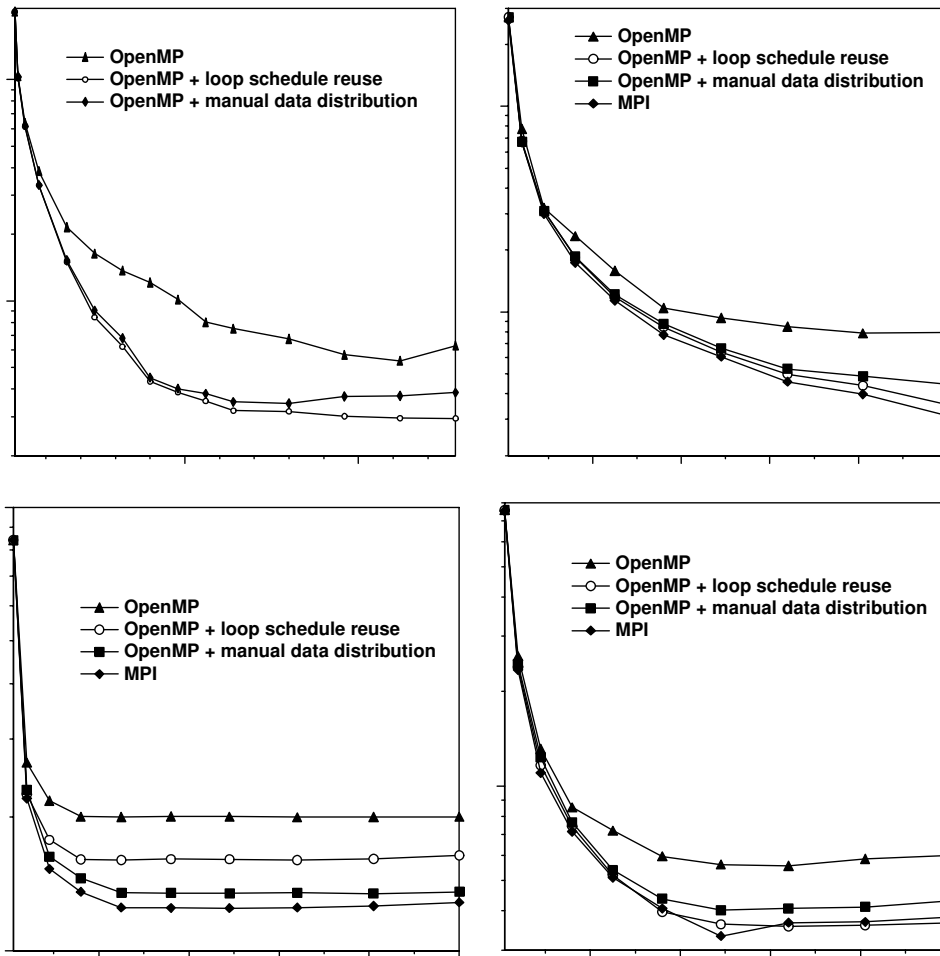 OpenMP
OpenMP + loop schedule reuse
OpenMP + manual data distribution
OpenMP
OpenMP + loop schedule reuse
OpenMP + manual data distribution
MPI
OpenMP
OpenMP + loop schedule reuse
OpenMP + manual data distribution
MPI
OpenMP
OpenMP + loop schedule reuse
OpenMP + manual data distribution
MPI